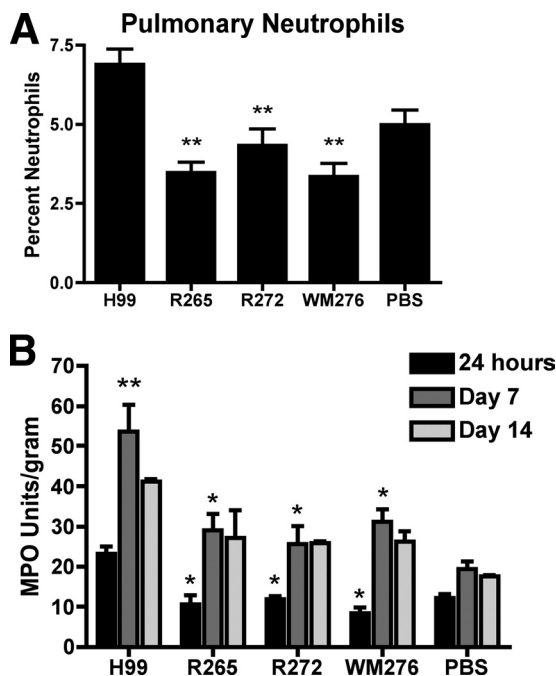 A
Pulmonary Neutrophils
Percent Neutrophils
7.5
5.0
2.5
0.0
**
**
**
H99
R265
R272
WM276
PBS
B
MPO Units/gram
70
60
50
40
30
20
10
0
24 hours
Day 7
Day 14
**
*
*
*
*
*
*
H99
R265
R272
WM276
PBS